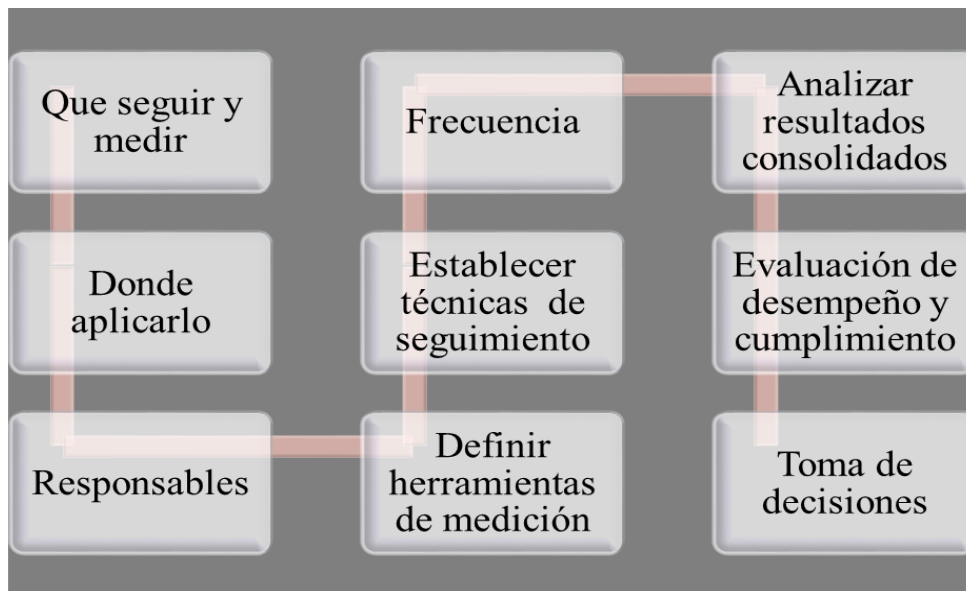 Que seguir y
medir
Donde
aplicarlo
Responsables
Definir
herramientas
de medición
Establecer
técnicas de
seguimiento
Frecuencia
Analizar
resultados
consolidados
Evaluación de
desempeño y
cumplimiento
Toma de
decisiones